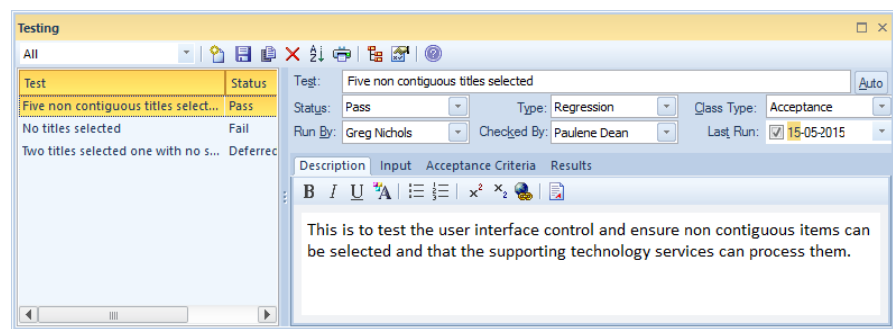 Testing
All
Test Status
Five non contiguous titles select... Pass
No titles selected Fail
Two titles selected one with no s... Deferred
Test: Five non contiguous titles selected Auto
Status: Pass Type: Regression Class Type: Acceptance
Run By: Greg Nichols Checked By: Paulene Dean Last Run: 15-05-2015
Description Input Acceptance Criteria Results
B I U A x² ×₂
This is to test the user interface control and ensure non contiguous items can
be selected and that the supporting technology services can process them.